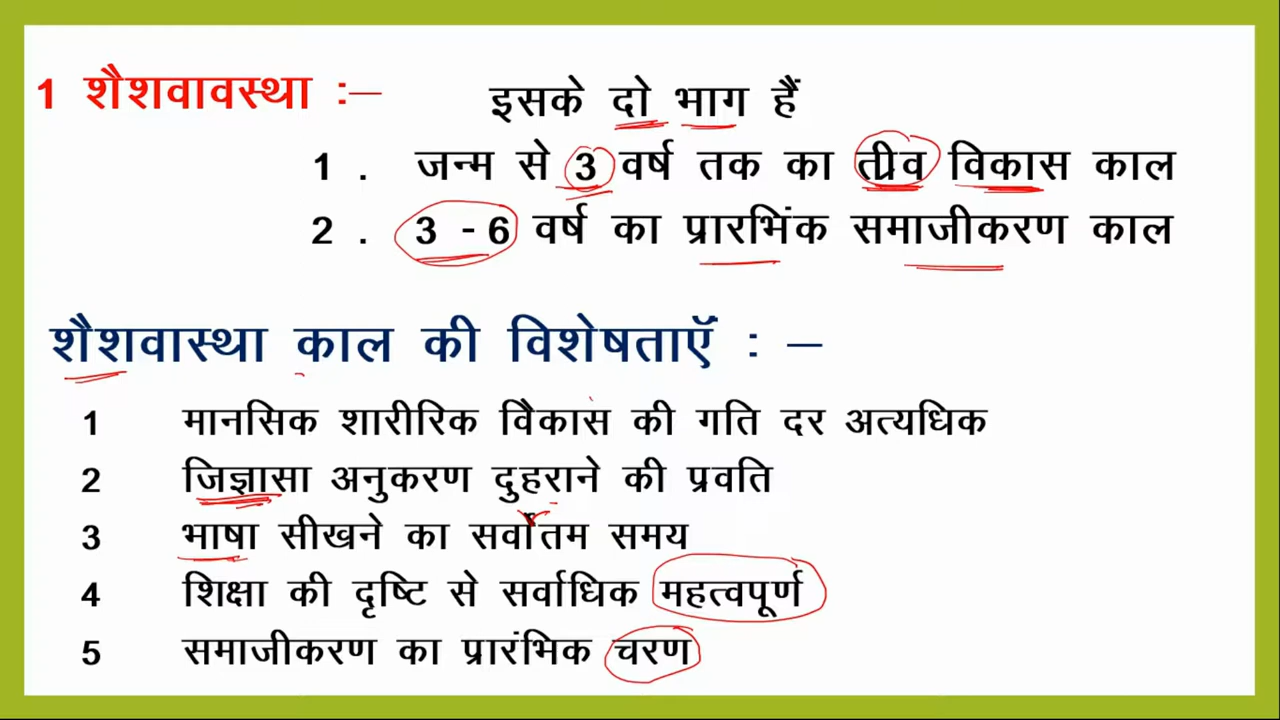 1 शैशवावस्था :– इसके दो भाग हैं
1 . जन्म से 3 वर्ष तक का तीव्र विकास काल
2 . 3 -6 वर्ष का प्रारभिंक समाजीकरण काल
शैशवास्था काल की विशेषताऍं : –
1 मानसिक शारीरिक विकास की गति दर अत्यधिक
2 जिज्ञासा अनुकरण दुहराने की प्रवति
3 भाषा सीखने का सर्वोतम समय
4 शिक्षा की दृष्टि से सर्वाधिक महत्वपूर्ण
5 समाजीकरण का प्रारंभिक चरण